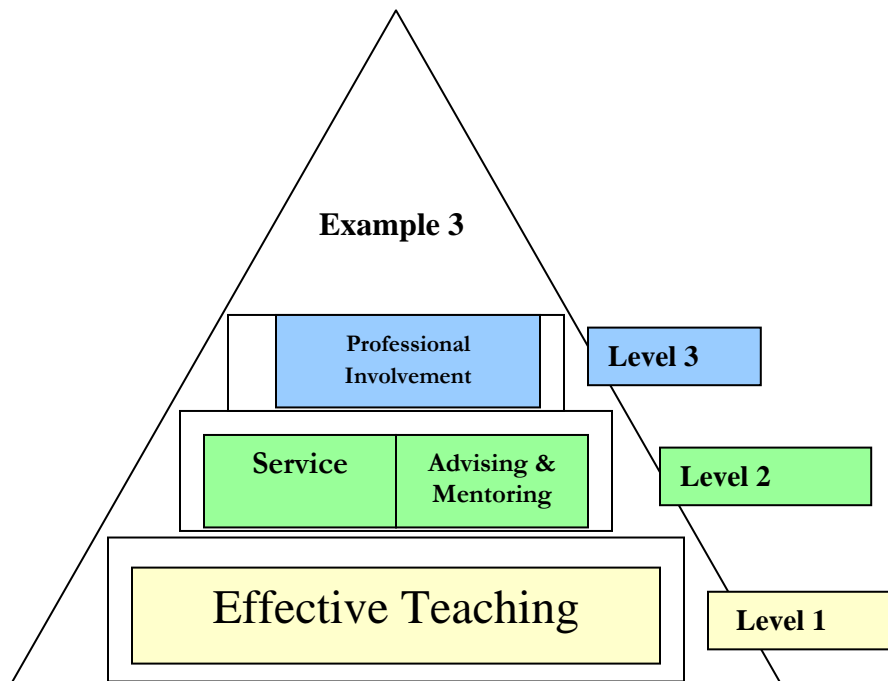 Example 3
Professional
Involvement
Level 3
Service
Advising &
Mentoring
Level 2
Effective Teaching
Level 1